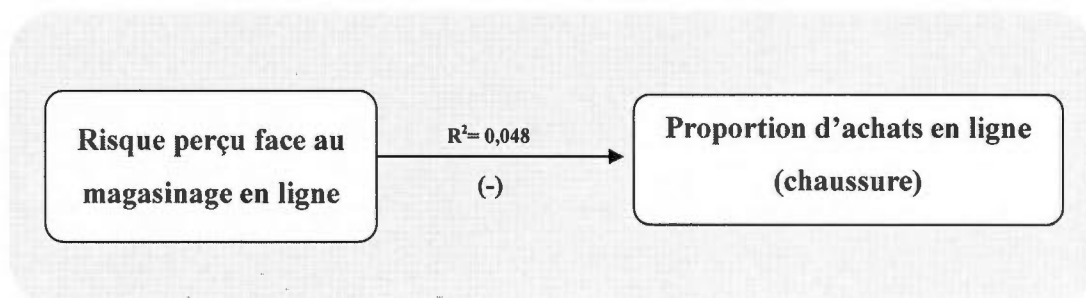 Risque perçu face au
magasinage en ligne
R²= 0,048
(-)
Proportion d'achats en ligne
(chaussure)